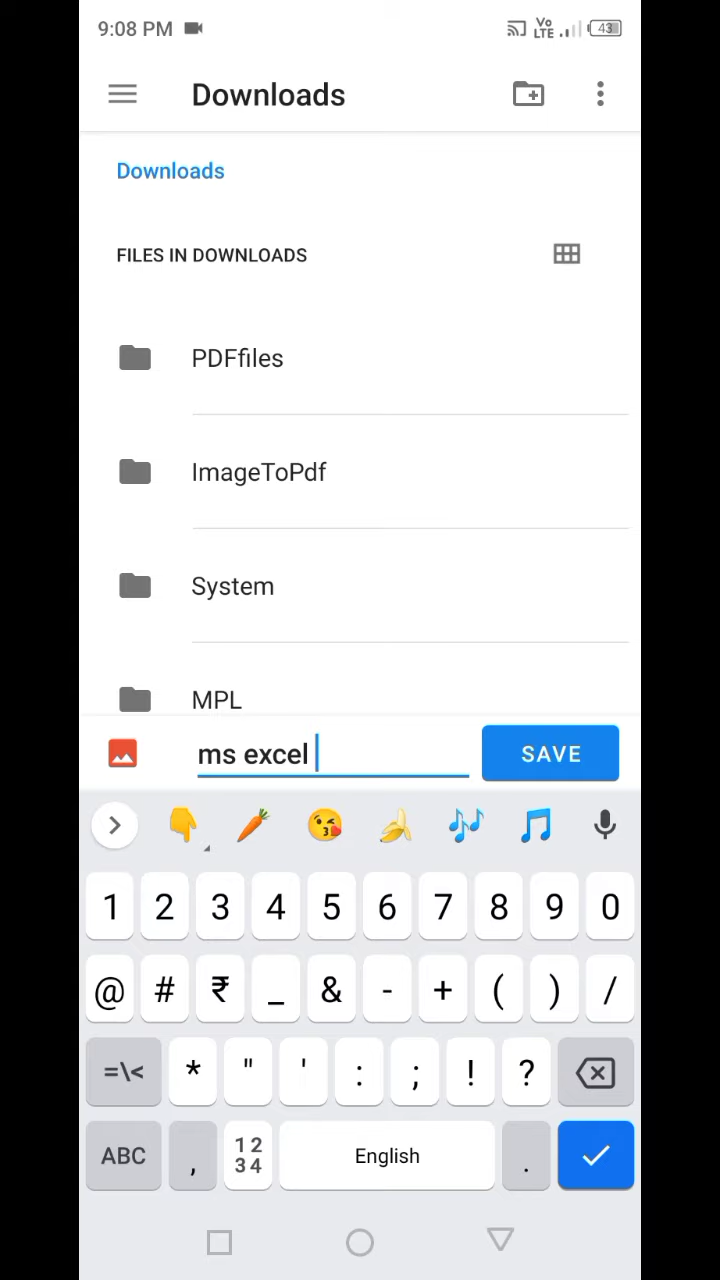 9:08 PM Vo LTE 43
Downloads
Downloads
FILES IN DOWNLOADS
PDFfiles
ImageToPdf
System
MPL
ms excel SAVE
1 2 3 4 5 6 7 8 9 0
@ # ₹ _ & - + ( ) /
=\< * " ' : ; ! ?
ABC , 1 2 3 4 English .